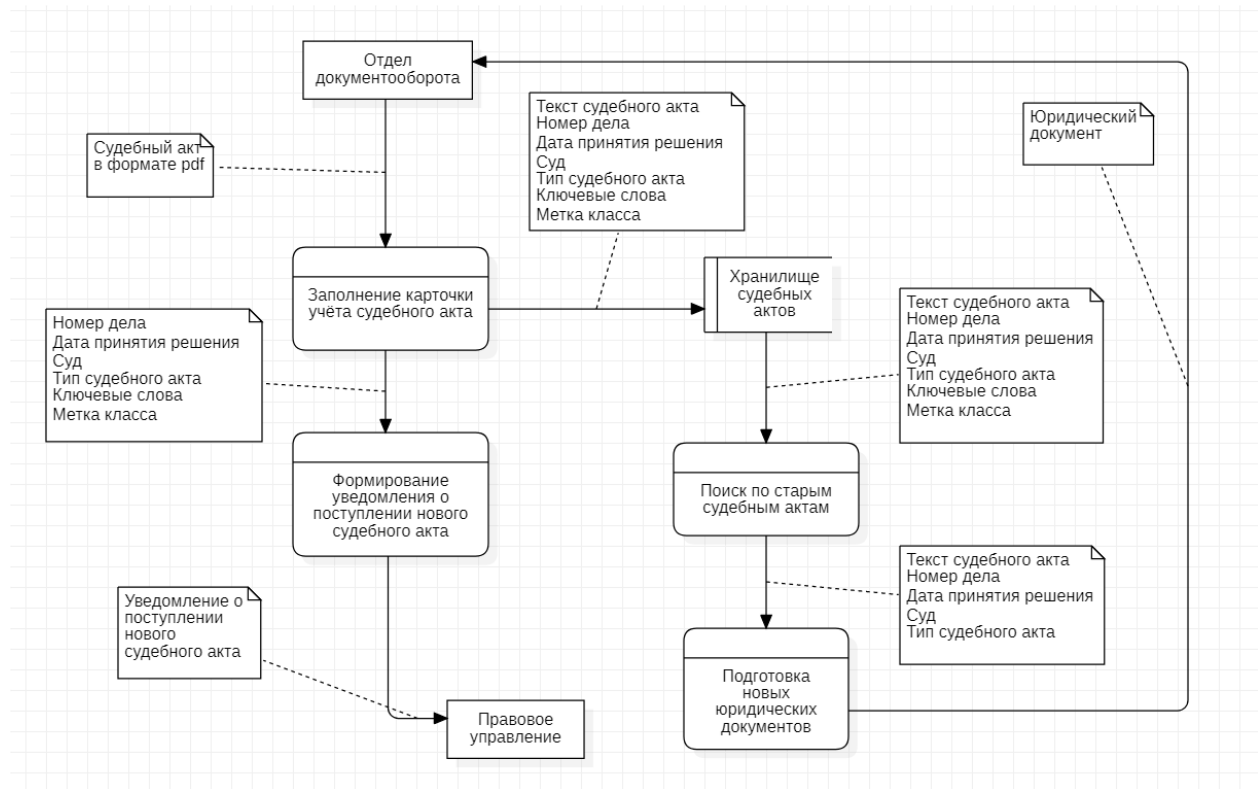 Отдел
документооборота
Судебный акт
в формате pdf
Текст судебного акта
Номер дела
Дата принятия решения
Суд
Тип судебного акта
Ключевые слова
Метка класса
Юридический
документ
Заполнение карточки
учёта судебного акта
Хранилище
судебных
актов
Номер дела
Дата принятия решения
Суд
Тип судебного акта
Ключевые слова
Метка класса
Текст судебного акта
Номер дела
Дата принятия решения
Суд
Тип судебного акта
Ключевые слова
Метка класса
Формирование
уведомления о
поступлении нового
судебного акта
Поиск по старым
судебным актам
Уведомление о
поступлении
нового
судебного акта
Текст судебного акта
Номер дела
Дата принятия решения
Суд
Тип судебного акта
Правовое
управление
Подготовка
новых
юридических
документов